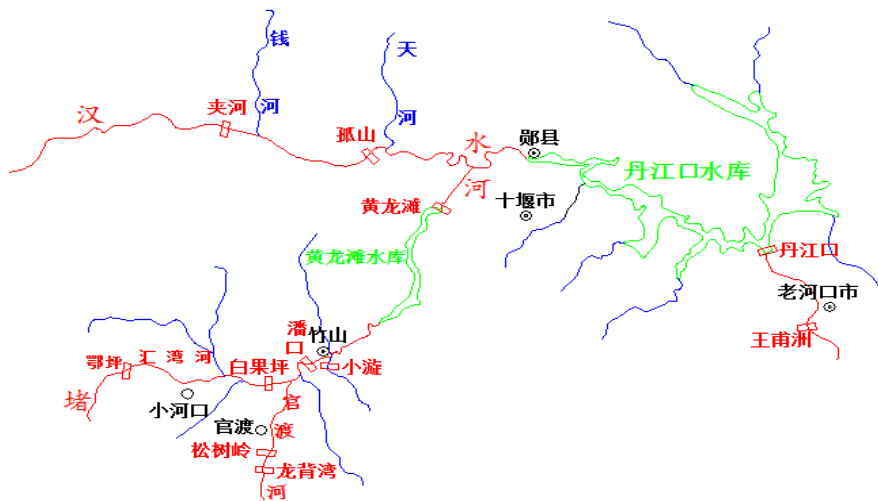 钱
河
天
河
汉
水
夹河
孤山
郧县
丹江口水库
河
黄龙滩
十堰市
黄龙滩水库
丹江口
老河口市
王甫洲
潘口
竹山
小漩
鄂坪
汇湾河
白果坪
堵
小河口
官渡河
官渡
松树岭
龙背湾